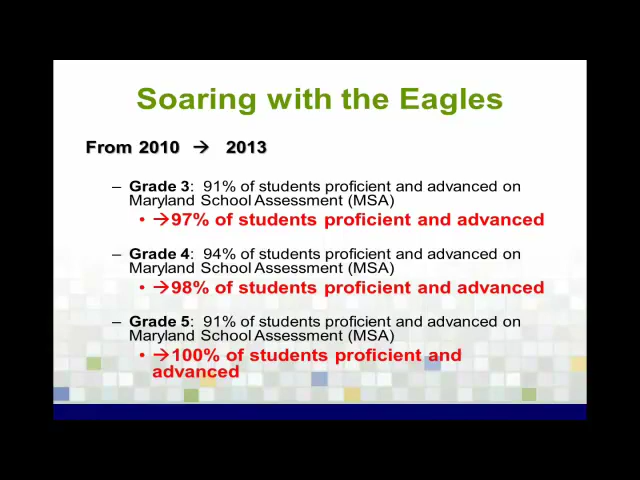 Soaring with the Eagles
From 2010 → 2013
– Grade 3: 91% of students proficient and advanced on
Maryland School Assessment (MSA)
• →97% of students proficient and advanced
– Grade 4: 94% of students proficient and advanced on
Maryland School Assessment (MSA)
• →98% of students proficient and advanced
– Grade 5: 91% of students proficient and advanced on
Maryland School Assessment (MSA)
• →100% of students proficient and
advanced